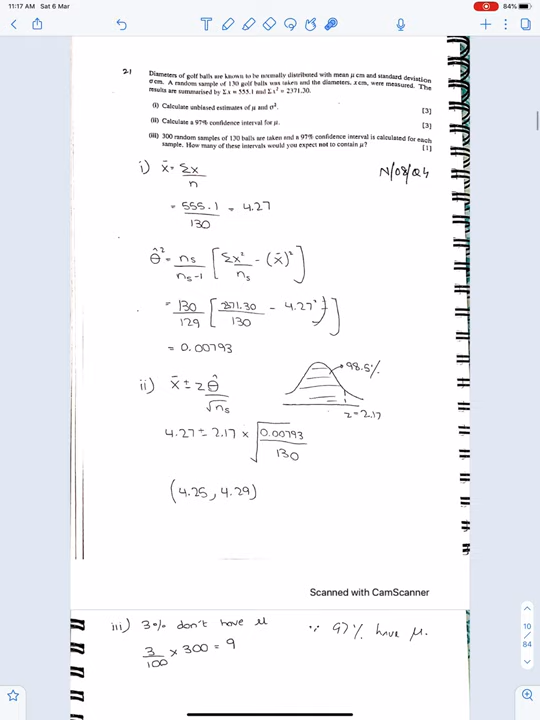 11:17 AM Sat 6 Mar
84%
21
Diameters of golf balls are known to be normally distributed with mean μ cm and standard deviation
σ cm. A random sample of 130 golf balls was taken and the diameters, x cm, were measured. The
results are summarised by Σx = 555.1 and Σx² = 2371.30.
(i) Calculate unbiased estimates of μ and σ². [3]
(ii) Calculate a 97% confidence interval for μ. [3]
(iii) 300 random samples of 130 balls are taken and a 97% confidence interval is calculated for each
sample. How many of these intervals would you expect not to contain μ? [1]
N/08/Q4
i) x̄ = Σx / n
= 555.1 / 130 = 4.27
θ̂² = ns / ns-1 [ Σx² / ns - (x̄)² ]
= 130 / 129 [ 2371.30 / 130 - 4.27² ) ]
= 0.00793
ii) x̄ ± z θ̂ / √ns
98.5%
z = 2.17
4.27 ± 2.17 × √ 0.00793 / 130
(4.25, 4.29)
Scanned with CamScanner
iii) 3% don't have μ ∵ 97% have μ.
3 / 100 × 300 = 9
10
/
84